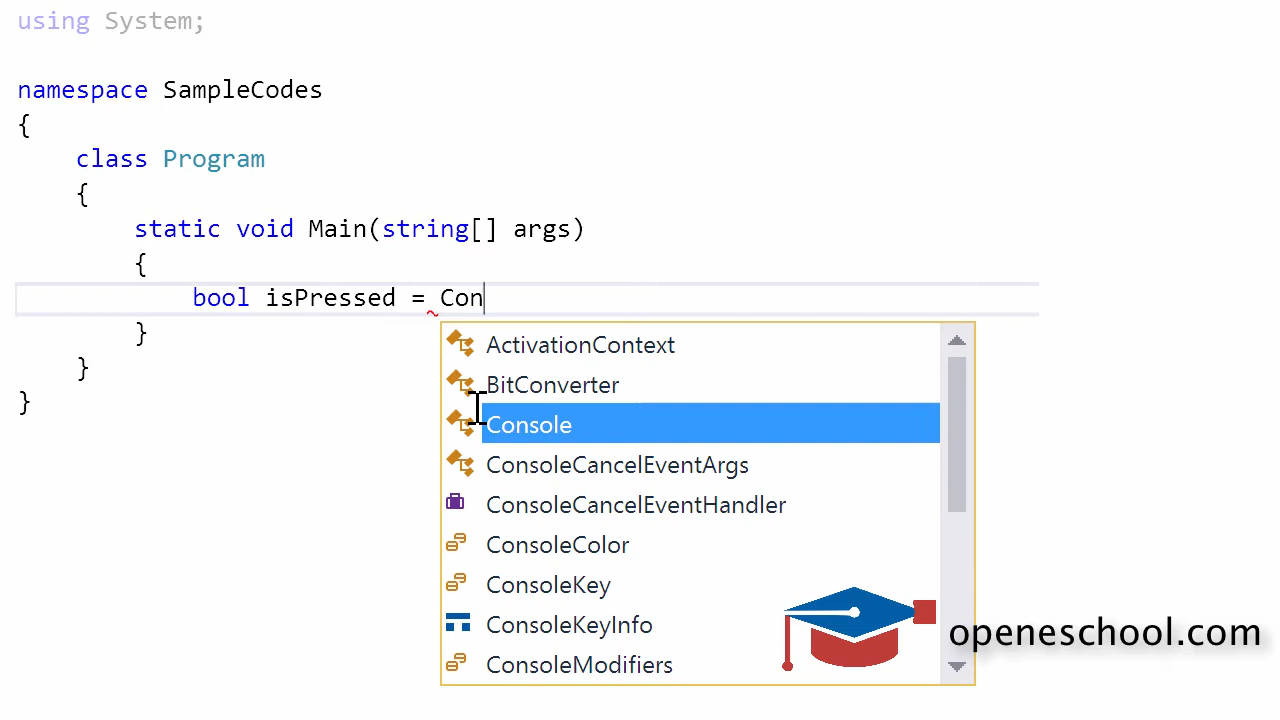 using System;
namespace SampleCodes
{
class Program
{
static void Main(string[] args)
{
bool isPressed = Con
}
}
}
ActivationContext
BitConverter
Console
ConsoleCancelEventArgs
ConsoleCancelEventHandler
ConsoleColor
ConsoleKey
ConsoleKeyInfo
ConsoleModifiers
openeschool.com